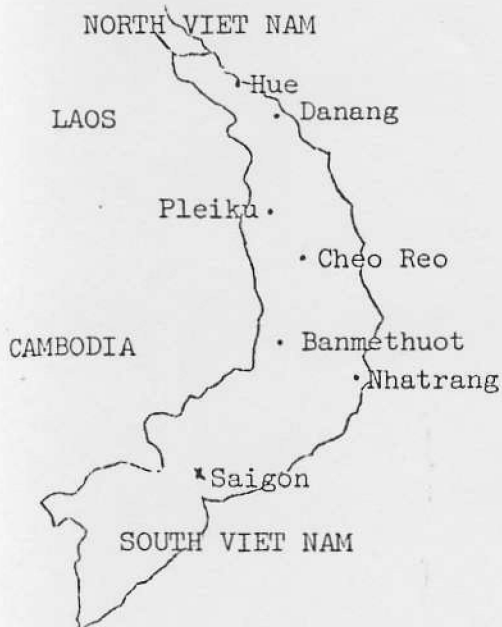 NORTH VIET NAM
Hue
LAOS
Danang
Pleiku
Cheo Reo
CAMBODIA
Banmethuot
Nhatrang
Saigon
SOUTH VIET NAM